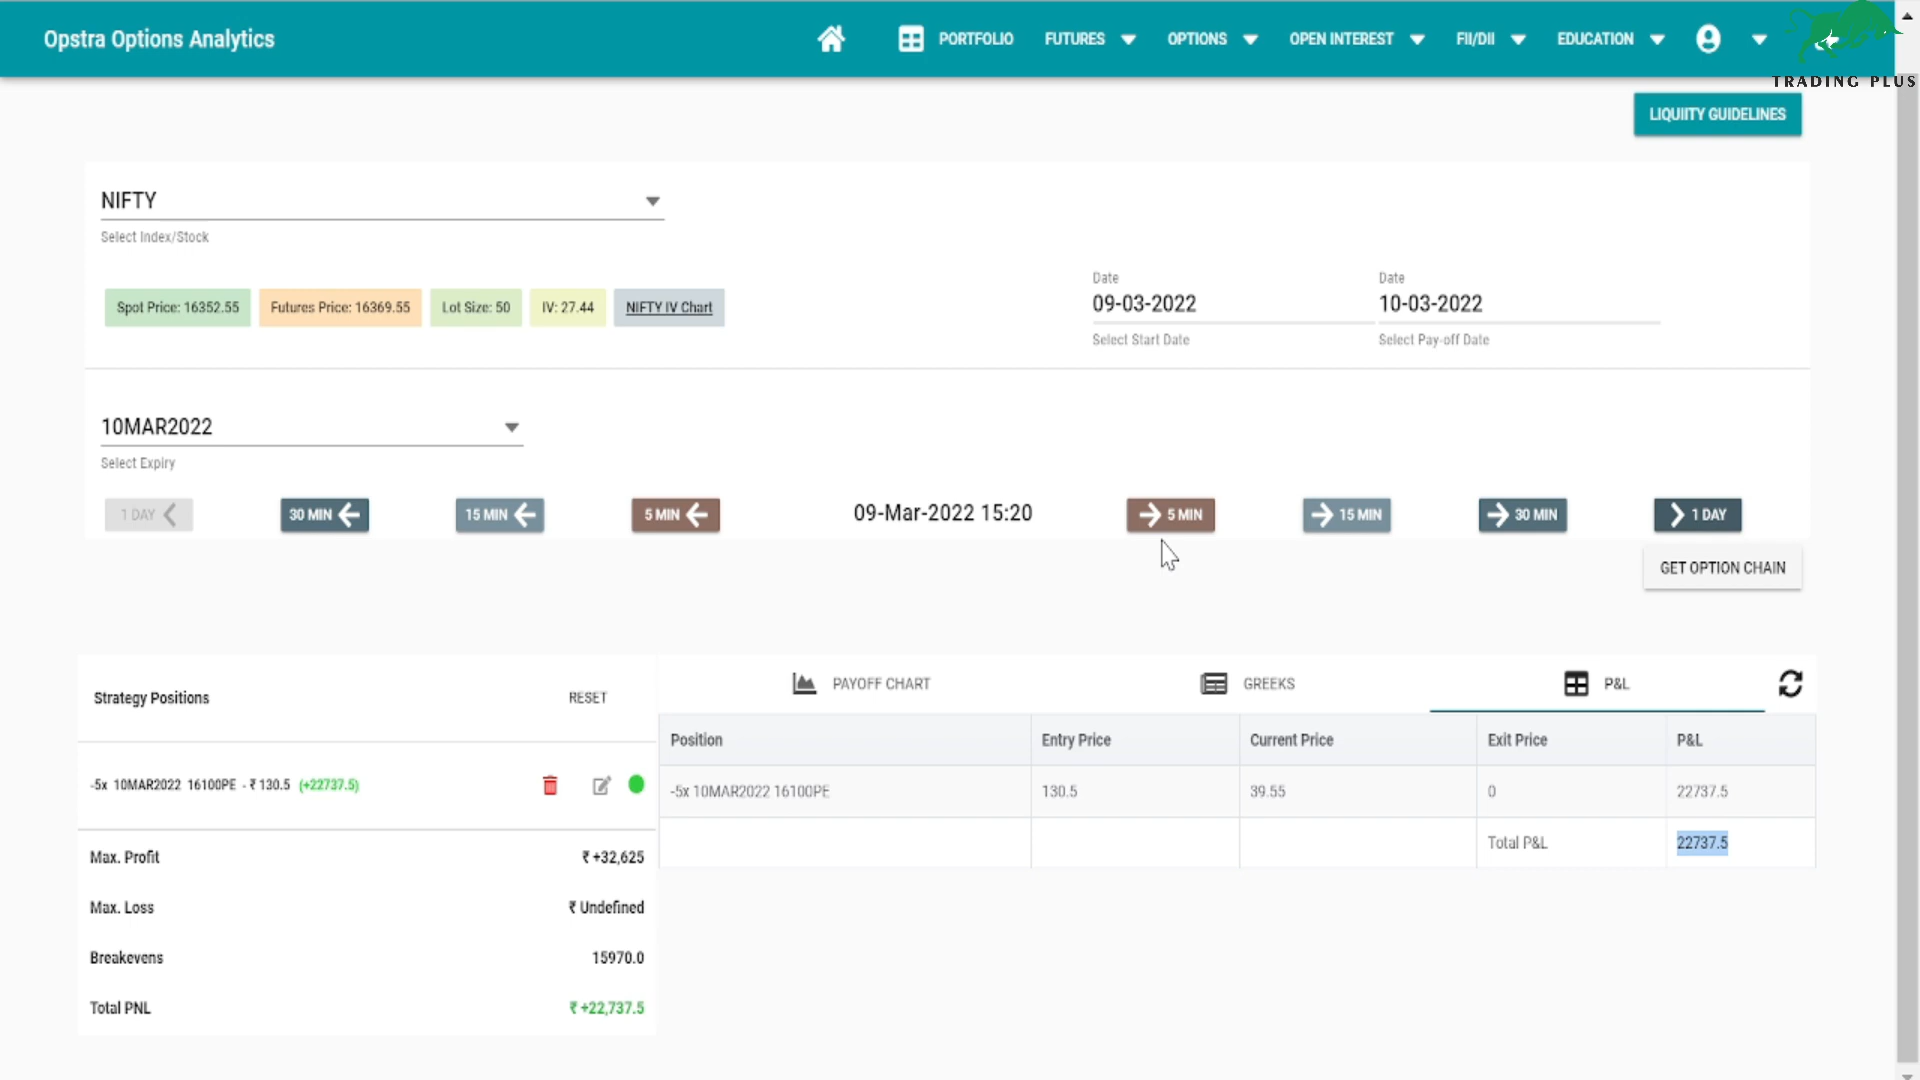 Opstra Options Analytics
PORTFOLIO
FUTURES
OPTIONS
OPEN INTEREST
FII/DII
EDUCATION
TRADING PLUS
LIQUIITY GUIDELINES
NIFTY
Select Index/Stock
Spot Price: 16352.55
Futures Price: 16369.55
Lot Size: 50
IV: 27.44
NIFTY IV Chart
Date
09-03-2022
Select Start Date
Date
10-03-2022
Select Pay-off Date
10MAR2022
Select Expiry
1 DAY
30 MIN
15 MIN
5 MIN
09-Mar-2022 15:20
5 MIN
15 MIN
30 MIN
1 DAY
GET OPTION CHAIN
Strategy Positions
RESET
-5x 10MAR2022 16100PE - ₹ 130.5 (+22737.5)
Max. Profit ₹ +32,625
Max. Loss ₹ Undefined
Breakevens 15970.0
Total PNL ₹ +22,737.5
PAYOFF CHART
GREEKS
P&L
Position Entry Price Current Price Exit Price P&L
-5x 10MAR2022 16100PE 130.5 39.55 0 22737.5
Total P&L 22737.5